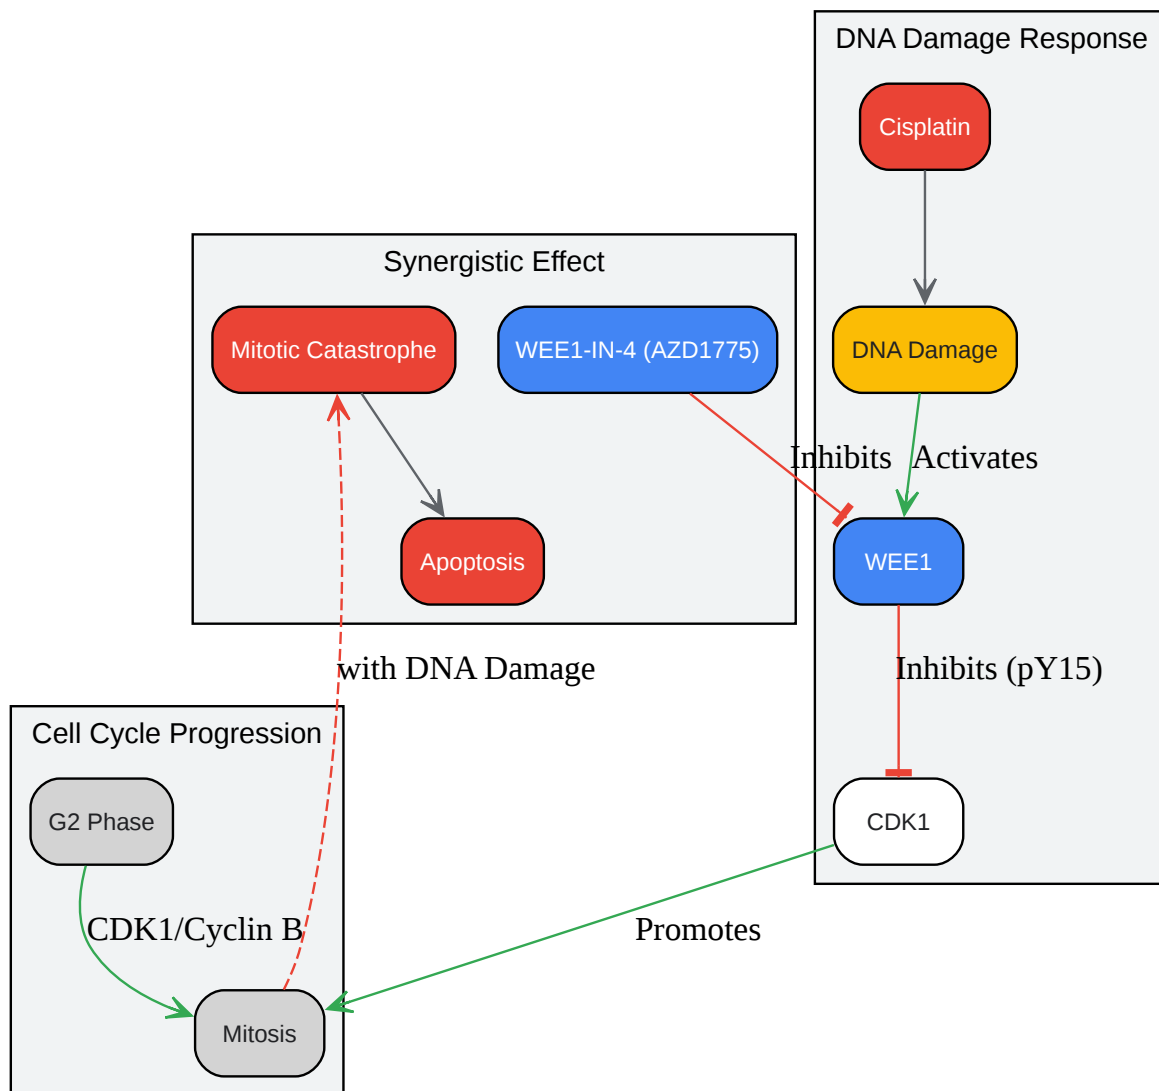 DNA Damage Response
Cisplatin
Synergistic Effect
Mitotic Catastrophe
WEE1-IN-4 (AZD1775)
DNA Damage
Inhibits
Activates
Apoptosis
WEE1
with DNA Damage
Inhibits (pY15)
Cell Cycle Progression
G2 Phase
CDK1
CDK1/Cyclin B
Promotes
Mitosis